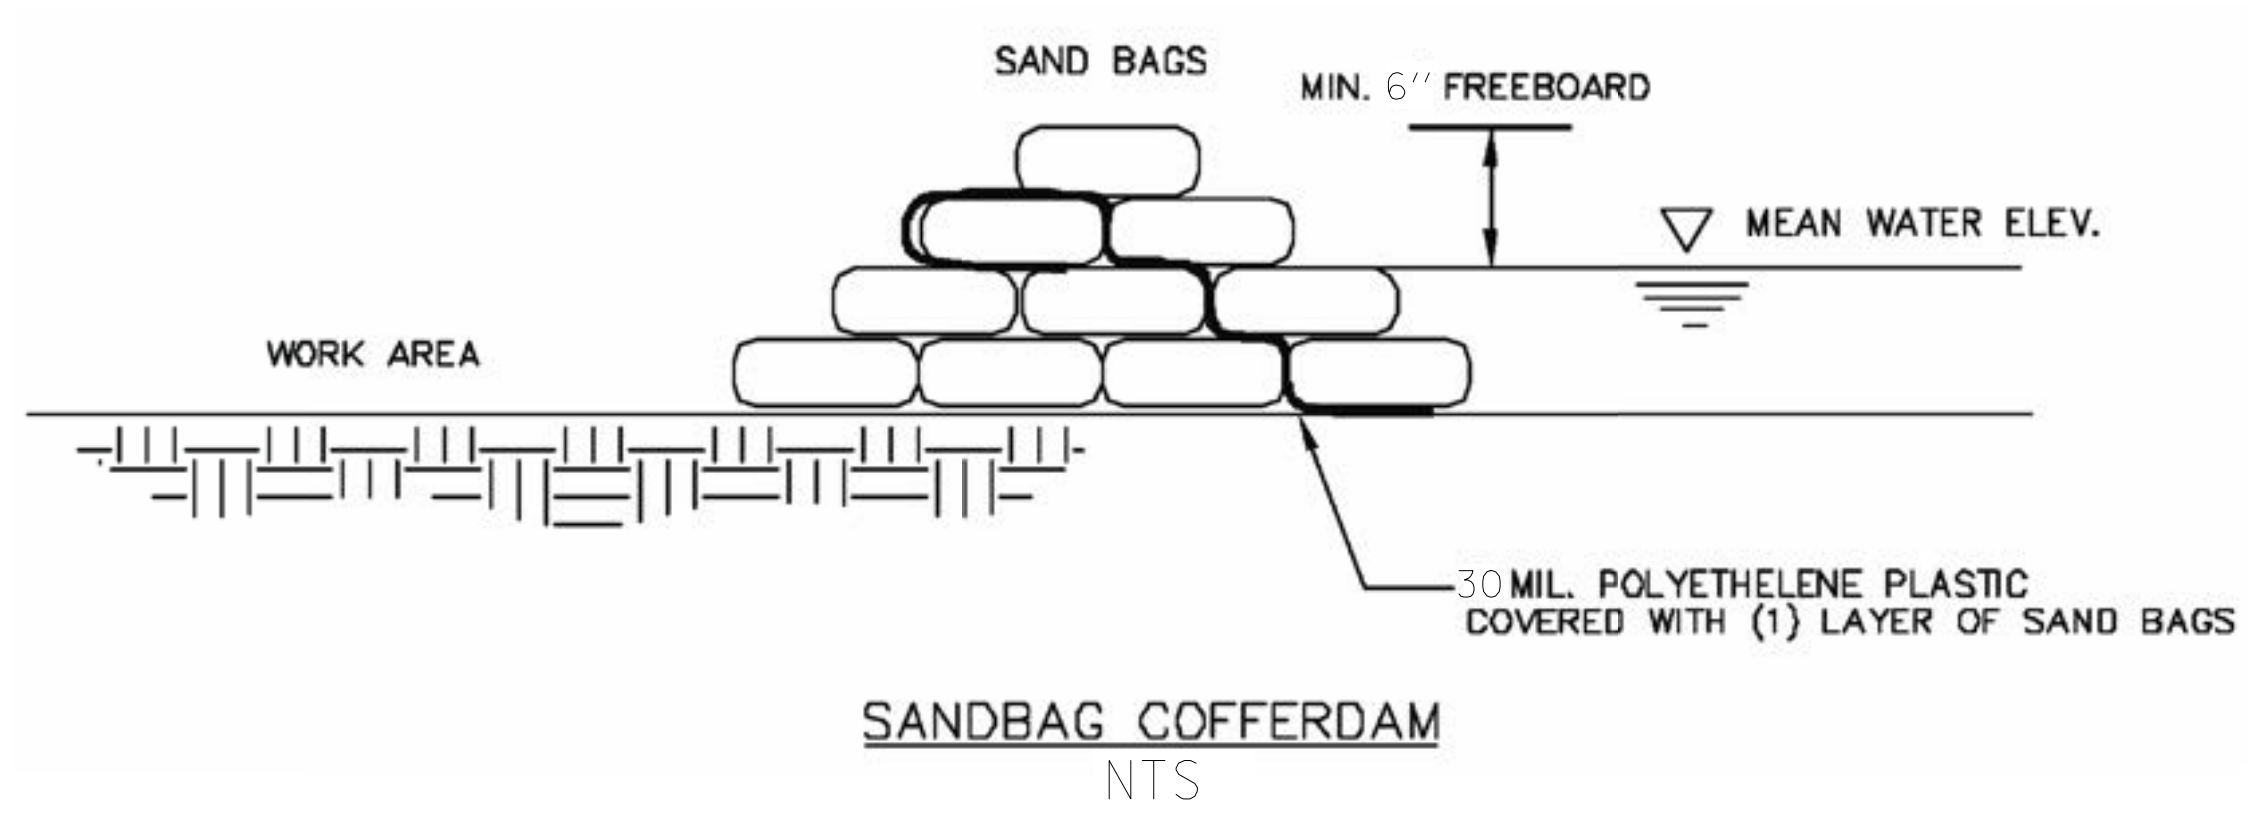 SAND BAGS
MIN. 6" FREEBOARD
MEAN WATER ELEV.
WORK AREA
30 MIL. POLYETHELENE PLASTIC
COVERED WITH (1) LAYER OF SAND BAGS
SANDBAG COFFERDAM
NTS